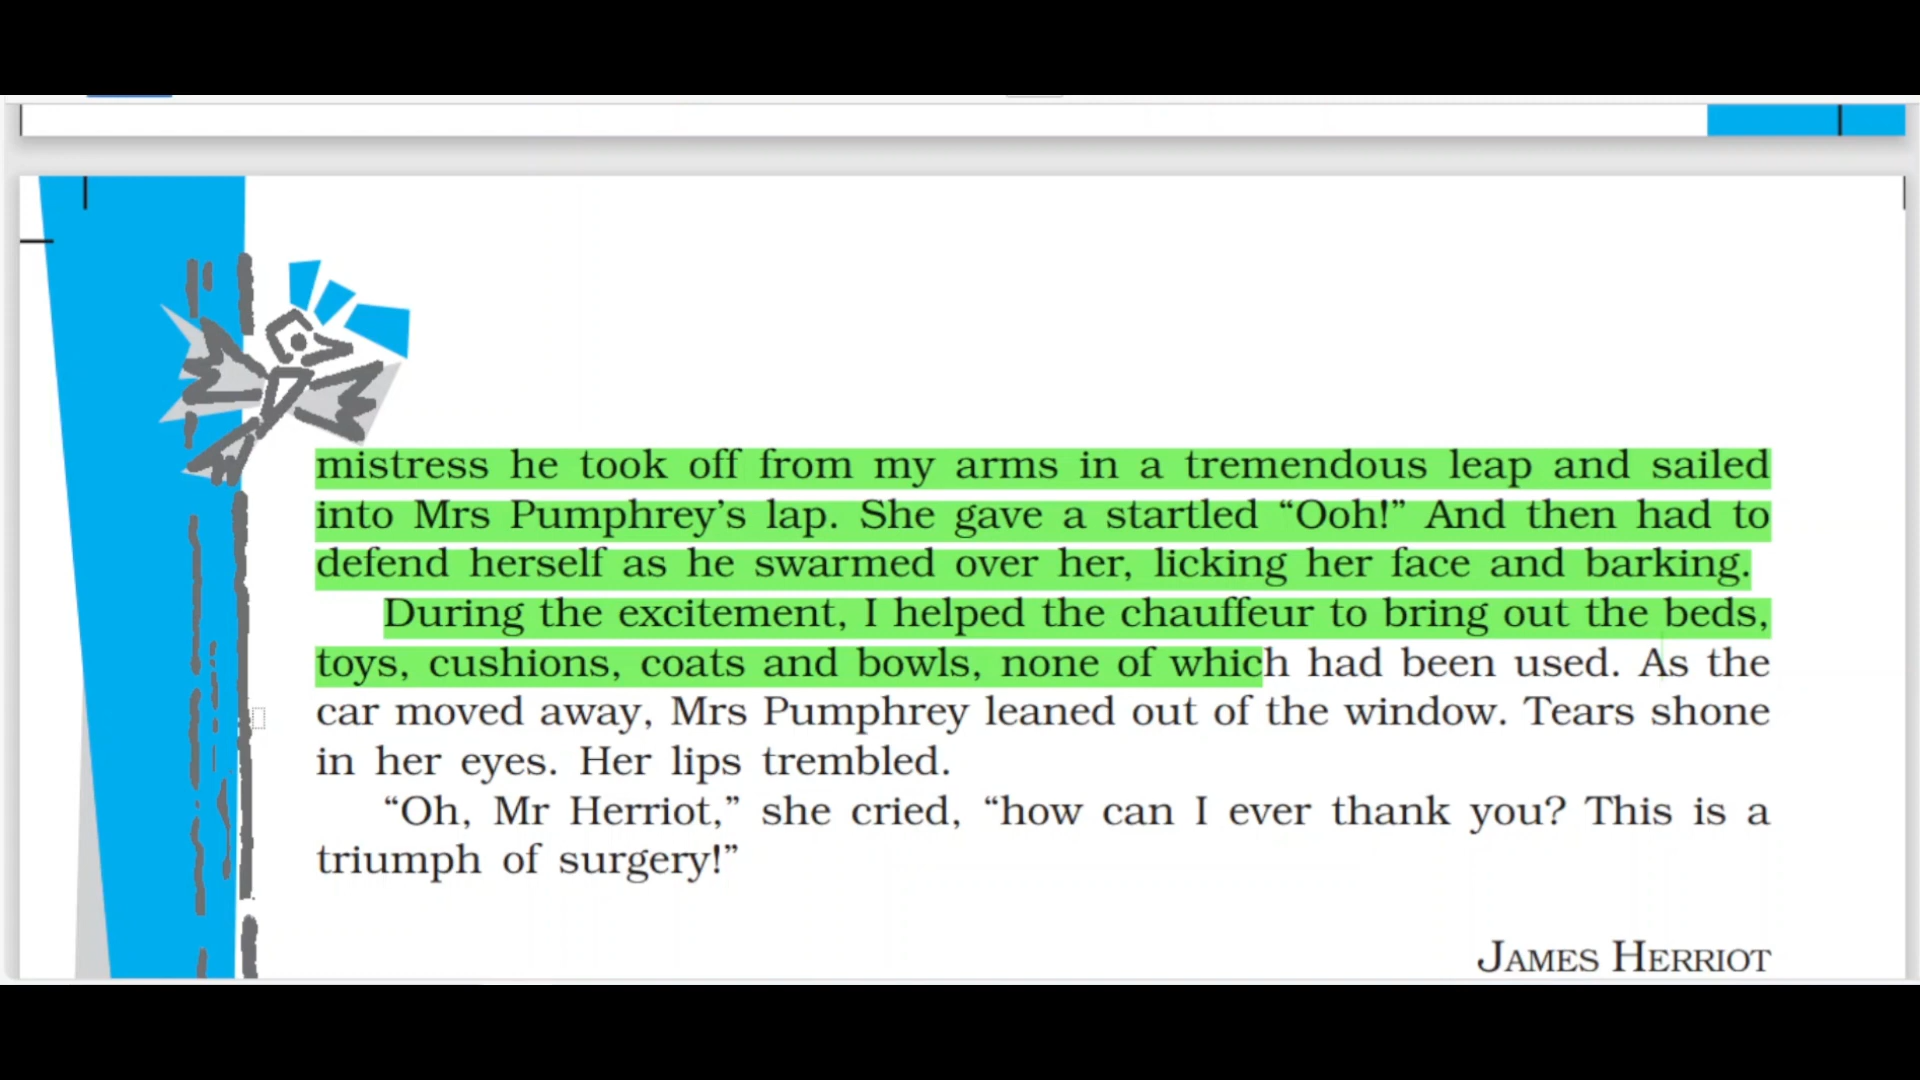 mistress he took off from my arms in a tremendous leap and sailed
into Mrs Pumphrey’s lap. She gave a startled “Ooh!” And then had to
defend herself as he swarmed over her, licking her face and barking.
During the excitement, I helped the chauffeur to bring out the beds,
toys, cushions, coats and bowls, none of which had been used. As the
car moved away, Mrs Pumphrey leaned out of the window. Tears shone
in her eyes. Her lips trembled.
“Oh, Mr Herriot,” she cried, “how can I ever thank you? This is a
triumph of surgery!”
JAMES HERRIOT